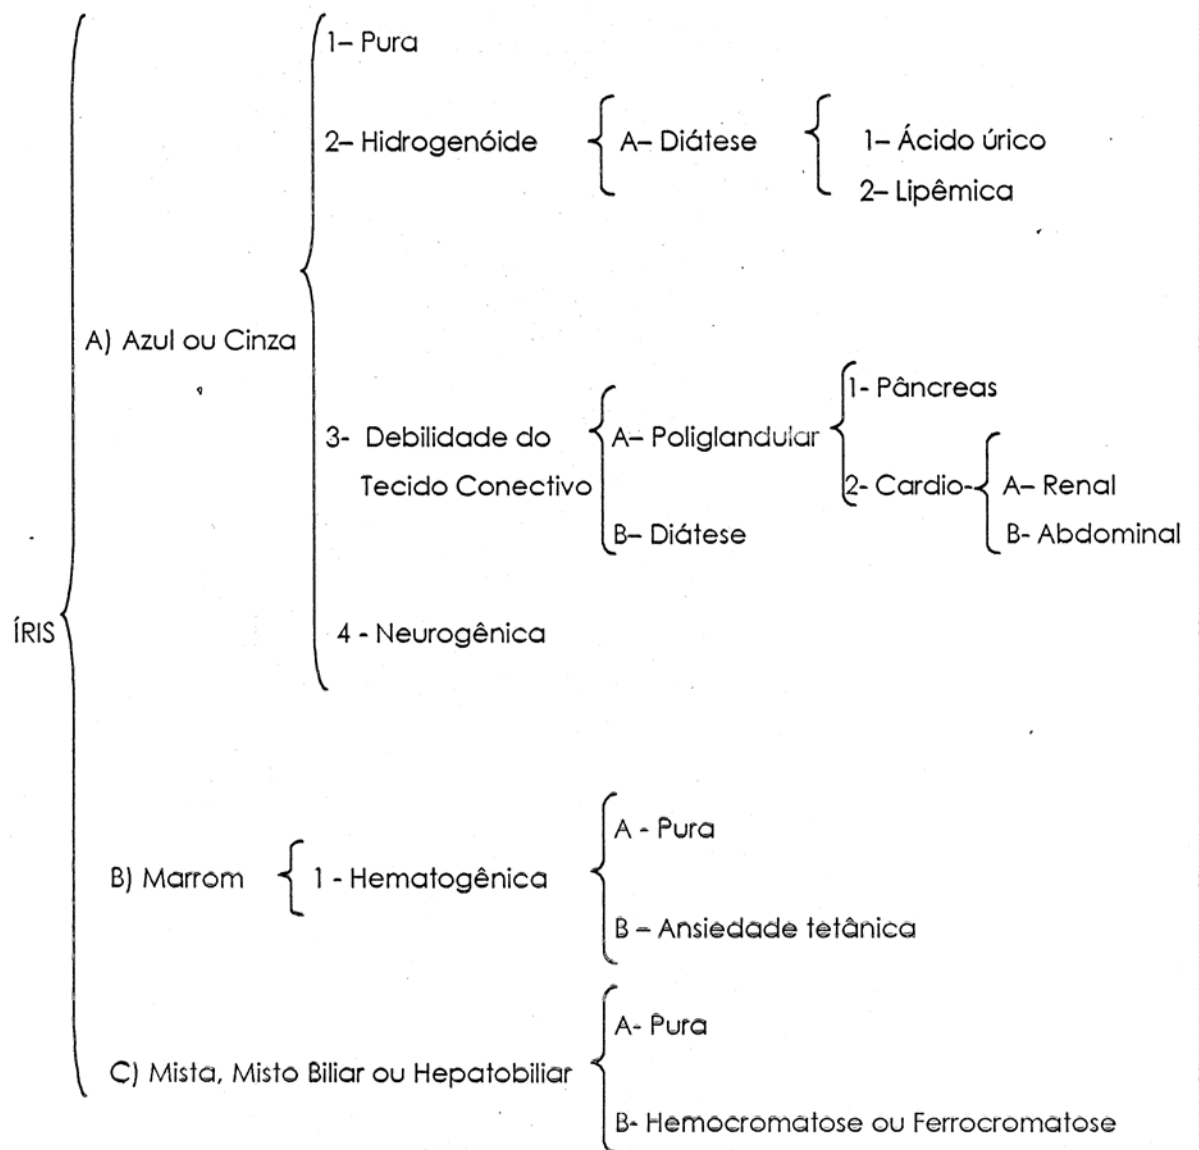 1– Pura
2– Hidrogenóide
A– Diátese
1– Ácido úrico
2– Lipêmica
A) Azul ou Cinza
3- Debilidade do
Tecido Conectivo
A– Poliglandular
1- Pâncreas
2- Cardio-
A– Renal
B- Abdominal
B– Diátese
4 - Neurogênica
ÍRIS
B) Marrom
1 - Hematogênica
A - Pura
B – Ansiedade tetânica
C) Mista, Misto Biliar ou Hepatobiliar
A- Pura
B- Hemocromatose ou Ferrocromatose